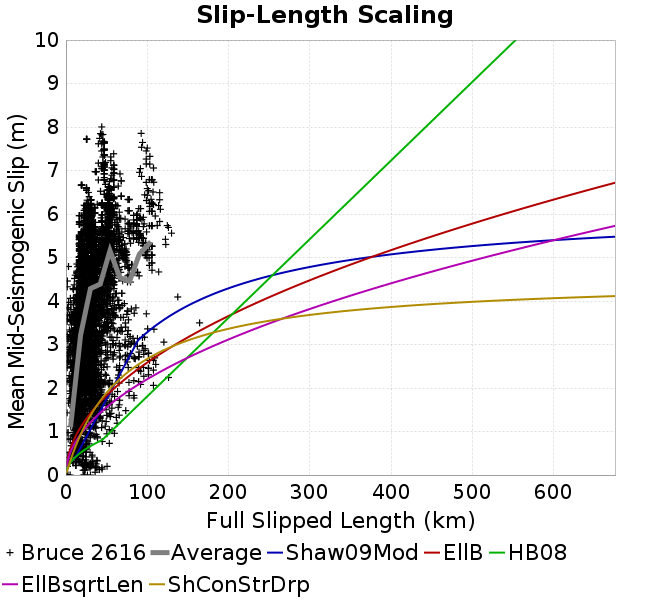 Slip-Length Scaling
Mean Mid-Seismogenic Slip (m)
10
9
8
7
6
5
4
3
2
1
0
0 100 200 300 400 500 600
Full Slipped Length (km)
Bruce 2616 Average Shaw09Mod EllB HB08
EllBsqrtLen ShConStrDrp